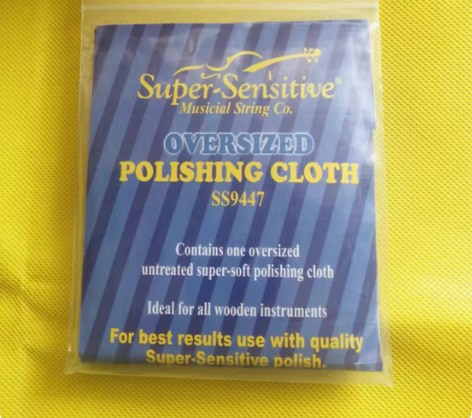 Super-Sensitive®
Musicial String Co.
OVERSIZED
POLISHING CLOTH
SS9447
Contains one oversized
untreated super-soft polishing cloth
Ideal for all wooden instruments
For best results use with quality
Super-Sensitive polish.